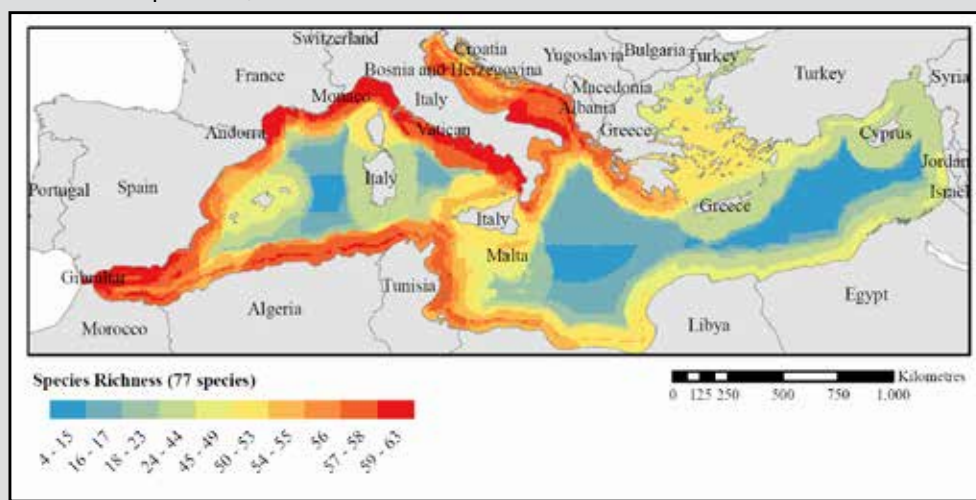 Switzerland
Croatia
Yugoslavia
Bulgaria
Turkey
France
Bosnia and Herzegovina
Turkey
Syria
Monaco
Italy
Macedonia
Albania
Andorra
Vatican
Greece
Cyprus
Portugal
Spain
Italy
Jordan
Greece
Israel
Italy
Malta
Gibraltar
Tunisia
Algeria
Egypt
Morocco
Libya
Species Richness (77 species)
Kilometres
0 125 250 500 750 1.000
4 - 15
16 - 17
18 - 23
24 - 44
45 - 49
50 - 53
54 - 55
56
57 - 58
59 - 63